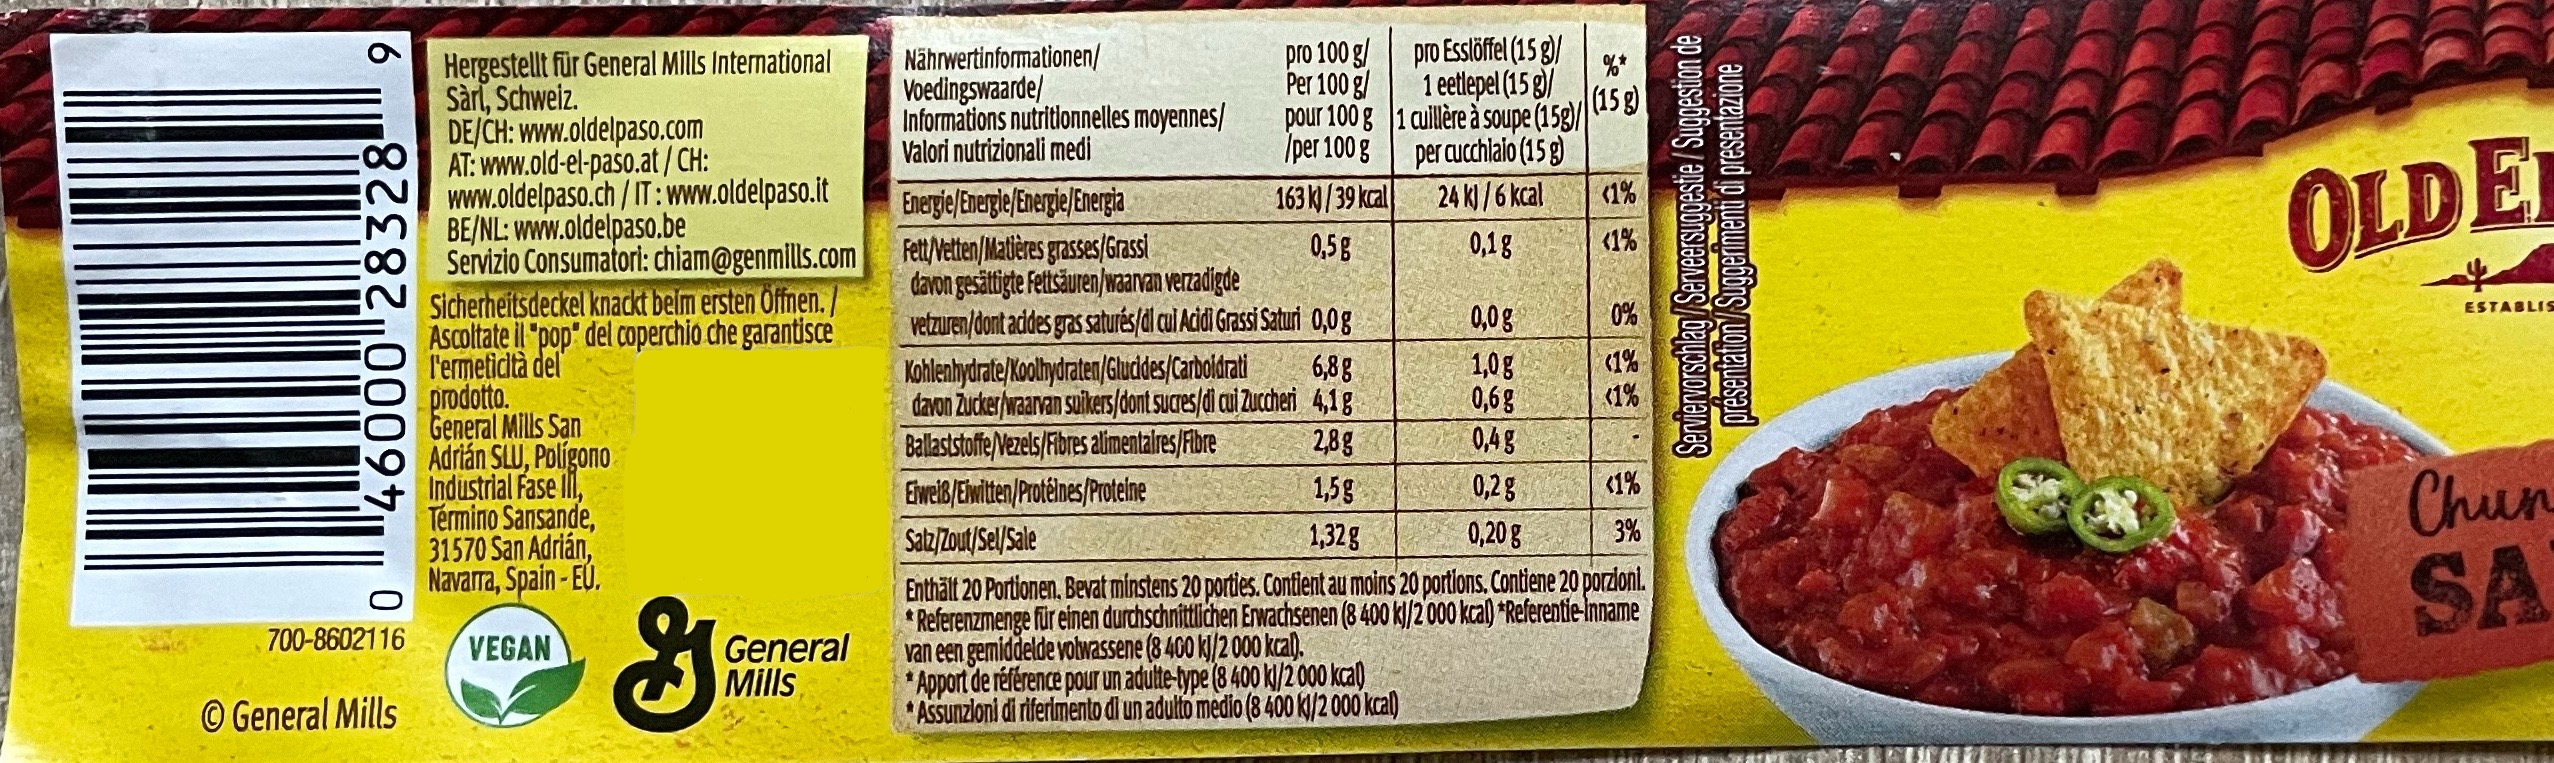 0 46000 28328 9
700-8602116
© General Mills
Hergestellt für General Mills International
Sàrl, Schweiz.
DE/CH: www.oldelpaso.com
AT: www.old-el-paso.at / CH:
www.oldelpaso.ch / IT : www.oldelpaso.it
BE/NL: www.oldelpaso.be
Servizio Consumatori: chiam@genmills.com
Sicherheitsdeckel knackt beim ersten Öffnen. /
Ascoltate il "pop" del coperchio che garantisce
l'ermeticità del
prodotto.
General Mills San
Adrián SLU, Polígono
Industrial Fase III,
Término Sansande,
31570 San Adrián,
Navarra, Spain - EU.
VEGAN
General
Mills
Nährwertinformationen/ pro 100 g/ pro Esslöffel (15 g)/ %*
Voedingswaarde/ Per 100 g/ 1 eetlepel (15 g)/ (15 g)
Informations nutritionnelles moyennes/ pour 100 g 1 cuillère à soupe (15g)/
Valori nutrizionali medi /per 100 g per cucchiaio (15 g)
Energie/Energie/Energie/Energia 163 kJ / 39 kcal 24 kJ / 6 kcal <1%
Fett/Vetten/Matières grasses/Grassi 0,5 g 0,1 g <1%
davon gesättigte Fettsäuren/waarvan verzadigde
vetzuren/dont acides gras saturés/di cui Acidi Grassi Saturi 0,0 g 0,0 g 0%
Kohlenhydrate/Koolhydraten/Glucides/Carboidrati 6,8 g 1,0 g <1%
davon Zucker/waarvan suikers/dont sucres/di cui Zuccheri 4,1 g 0,6 g <1%
Ballaststoffe/Vezels/Fibres alimentaires/Fibre 2,8 g 0,4 g -
Eiweiß/Eiwitten/Protéines/Proteine 1,5 g 0,2 g <1%
Salz/Zout/Sel/Sale 1,32 g 0,20 g 3%
Enthält 20 Portionen. Bevat minstens 20 porties. Contient au moins 20 portions. Contiene 20 porzioni.
* Referenzmenge für einen durchschnittlichen Erwachsenen (8 400 kJ/2 000 kcal) *Referentie-inname
van een gemiddelde volwassene (8 400 kJ/2 000 kcal).
* Apport de référence pour un adulte-type (8 400 kJ/2 000 kcal)
* Assunzioni di riferimento di un adulto medio (8 400 kJ/2 000 kcal)
Serviervorschlag / Serveersuggestie / Suggestion de
présentation / Suggerimenti di presentazione
OLD E
ESTABLIS
Chun
SA